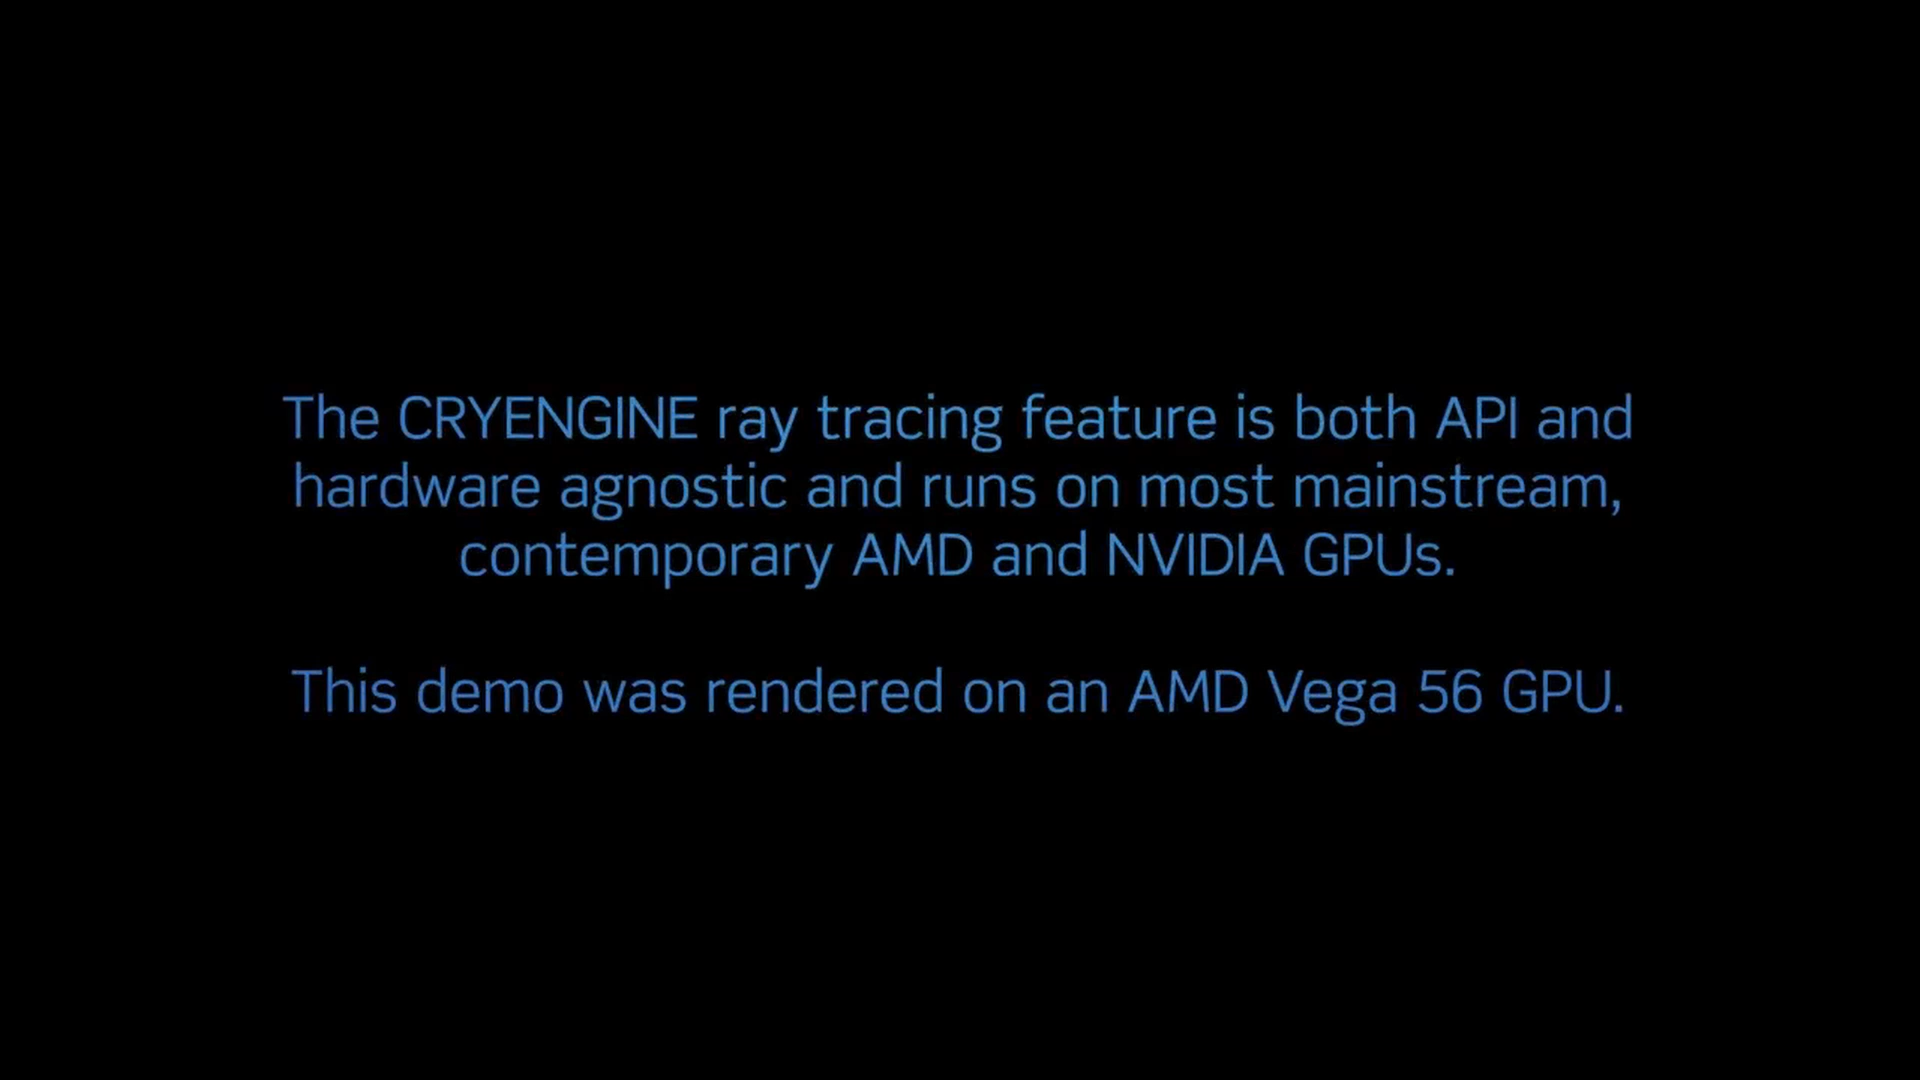 The CRYENGINE ray tracing feature is both API and
hardware agnostic and runs on most mainstream,
contemporary AMD and NVIDIA GPUs.
This demo was rendered on an AMD Vega 56 GPU.